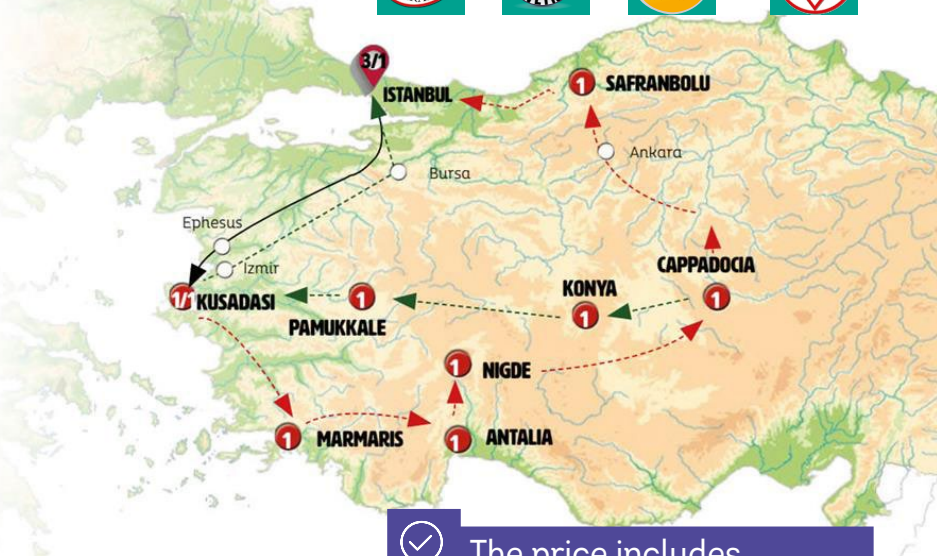 3/1
ISTANBUL
1
SAFRANBOLU
Ankara
Bursa
Ephesus
Izmir
1/1
KUSADASI
1
PAMUKKALE
KONYA
1
CAPPADOCIA
1
1
NIGDE
1
MARMARIS
1
ANTALIA
The price includes